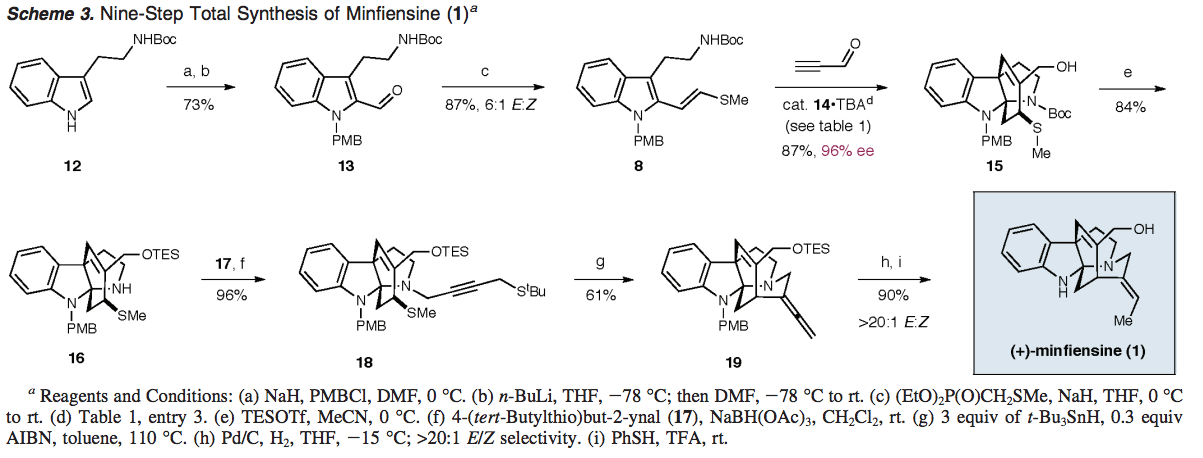 Scheme 3. Nine-Step Total Synthesis of Minfiensine (1)ᵃ
NHBoc
N
H
12
a, b
73%
NHBoc
O
N
PMB
13
c
87%, 6:1 E:Z
NHBoc
SMe
N
PMB
8
O
cat. 14•TBAᵈ
(see table 1)
87%, 96% ee
OH
N
Boc
N
PMB
S
Me
15
e
84%
OTES
NH
N
PMB
SMe
16
17, f
96%
OTES
N
StBu
N
PMB
SMe
18
g
61%
OTES
N
N
PMB
19
h, i
90%
>20:1 E:Z
OH
N
N
H
Me
(+)-minfiensine (1)
ᵃ Reagents and Conditions: (a) NaH, PMBCl, DMF, 0 °C. (b) n-BuLi, THF, −78 °C; then DMF, −78 °C to rt. (c) (EtO)₂P(O)CH₂SMe, NaH, THF, 0 °C
to rt. (d) Table 1, entry 3. (e) TESOTf, MeCN, 0 °C. (f) 4-(tert-Butylthio)but-2-ynal (17), NaBH(OAc)₃, CH₂Cl₂, rt. (g) 3 equiv of t-Bu₃SnH, 0.3 equiv
AIBN, toluene, 110 °C. (h) Pd/C, H₂, THF, −15 °C; >20:1 E/Z selectivity. (i) PhSH, TFA, rt.